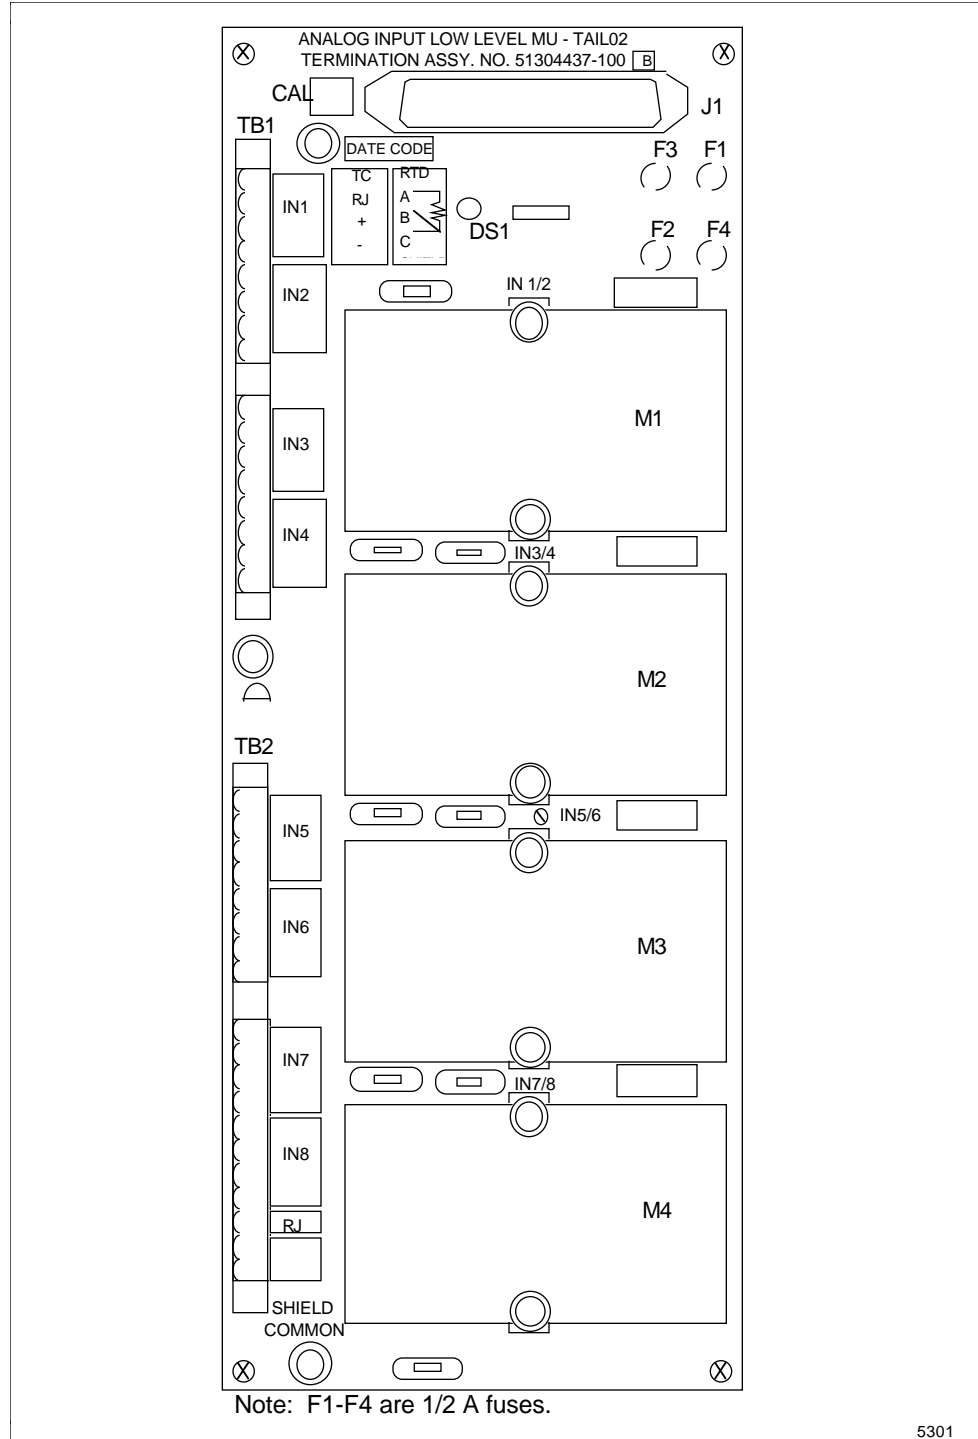 ANALOG INPUT LOW LEVEL MU - TAIL02
TERMINATION ASSY. NO. 51304437-100 B
CAL
J1
TB1
DATE CODE
F3 F1
TC
RJ
+
-
RTD
A
B
C
IN1
DS1
F2 F4
IN2
IN 1/2
M1
IN3
IN4
IN3/4
M2
TB2
IN5/6
IN5
IN6
M3
IN7
IN7/8
IN8
M4
RJ
SHIELD
COMMON
Note: F1-F4 are 1/2 A fuses.
5301